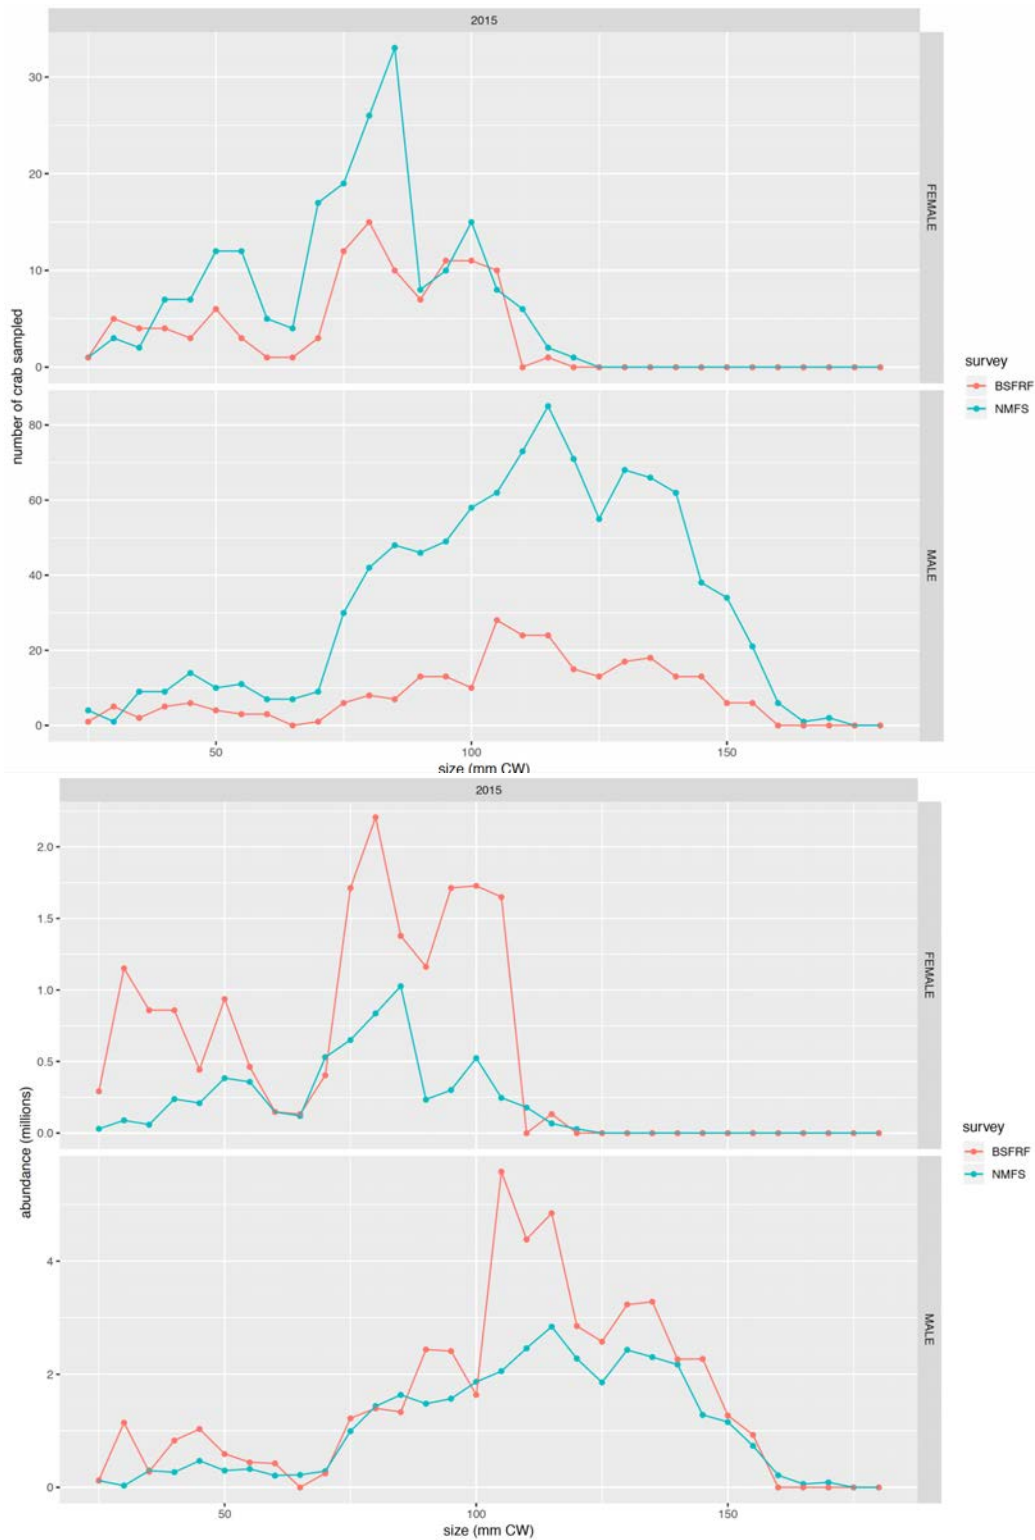 2015
30
20
10
0
FEMALE
number of crab sampled
80
60
40
20
0
MALE
50
100
150
size (mm CW)
survey
BSFRF
NMFS
2015
2.0
1.5
1.0
0.5
0.0
FEMALE
abundance (millions)
4
2
0
MALE
50
100
150
size (mm CW)
survey
BSFRF
NMFS